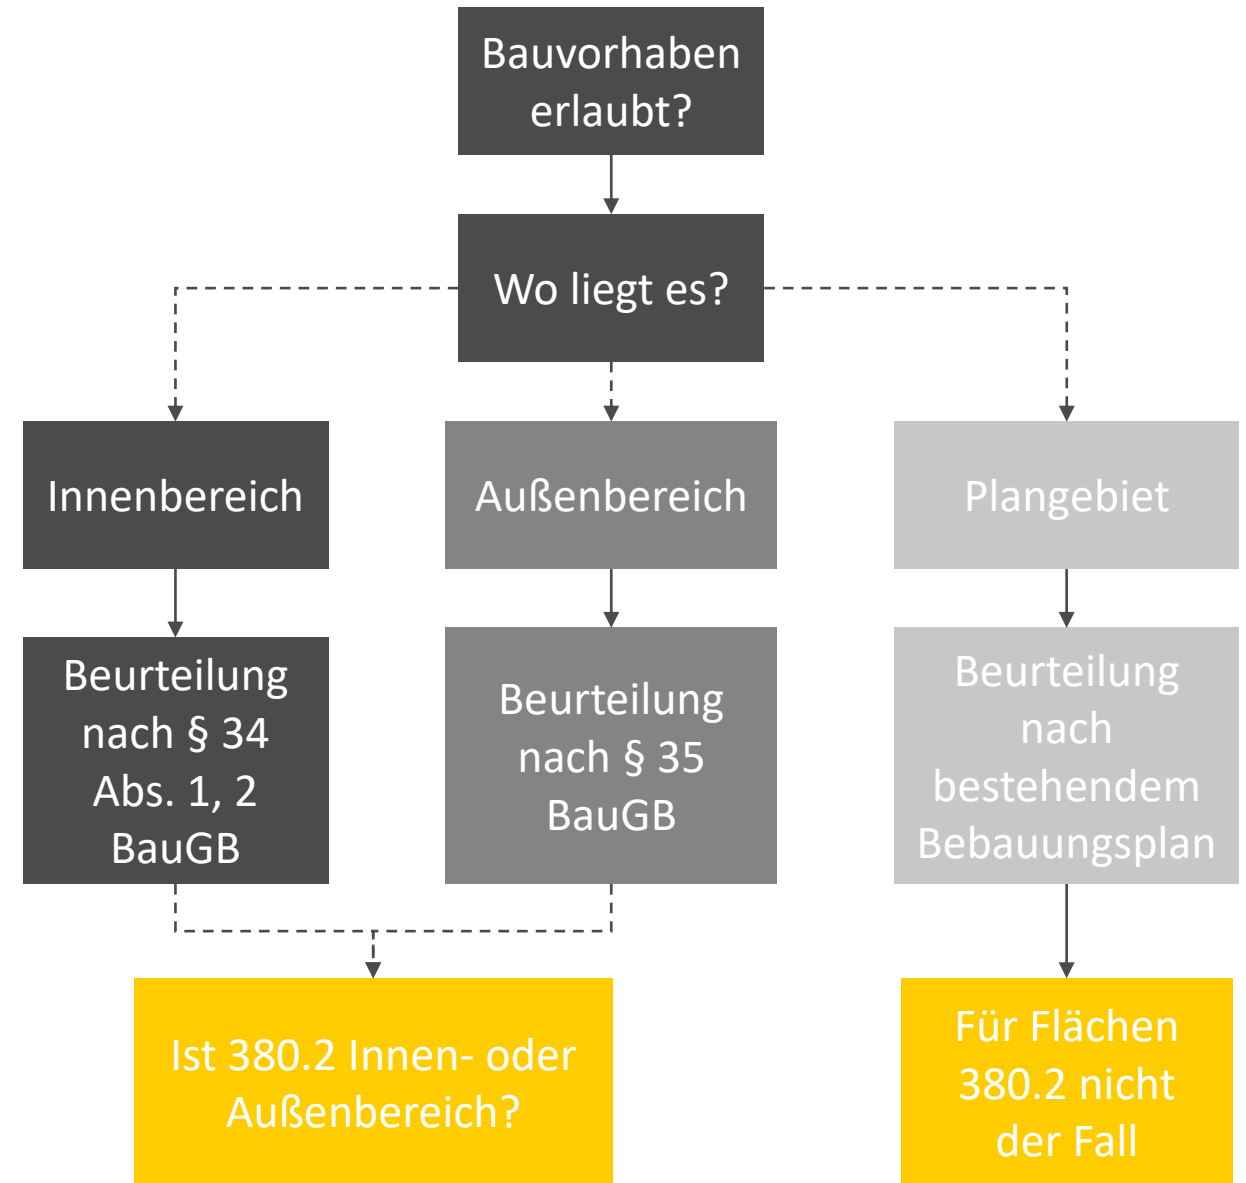 Bauvorhaben
erlaubt?
Wo liegt es?
Innenbereich
Außenbereich
Plangebiet
Beurteilung
nach § 34
Abs. 1, 2
BauGB
Beurteilung
nach § 35
BauGB
Beurteilung
nach
bestehendem
Bebauungsplan
Ist 380.2 Innen- oder
Außenbereich?
Für Flächen
380.2 nicht
der Fall